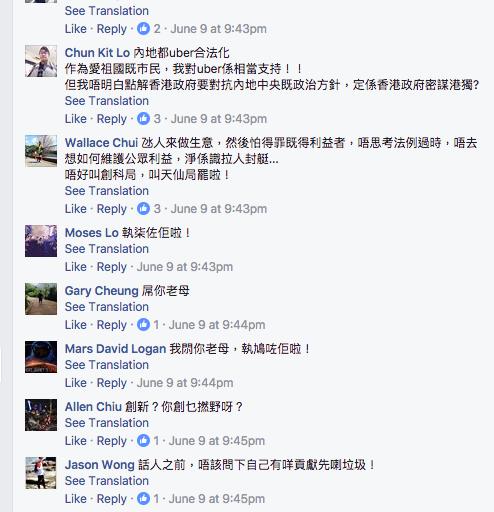 See Translation
Like · Reply · 2 · June 9 at 9:43pm
Chun Kit Lo 內地都uber合法化
作為愛祖國既市民，我對uber係相當支持！！
但我唔明白點解香港政府要對抗內地中央既政治方針，定係香港政府密謀港獨?
See Translation
Like · Reply · 3 · June 9 at 9:43pm
Wallace Chui 氹人來做生意，然後怕得罪既得利益者，唔思考法例過時，唔去
想如何維護公眾利益，淨係識拉人封艇...
唔好叫創科局，叫天仙局罷啦！
See Translation
Like · Reply · 3 · June 9 at 9:43pm
Moses Lo 執柒佐佢啦！
See Translation
Like · Reply · June 9 at 9:43pm
Gary Cheung 屌你老母
See Translation
Like · Reply · 1 · June 9 at 9:44pm
Mars David Logan 我閪你老母，執鳩咗佢啦！
See Translation
Like · Reply · June 9 at 9:44pm
Allen Chiu 創新？你創乜撚野呀？
See Translation
Like · Reply · 1 · June 9 at 9:45pm
Jason Wong 話人之前，唔該問下自己有咩貢獻先喇垃圾！
See Translation
Like · Reply · 1 · June 9 at 9:45pm